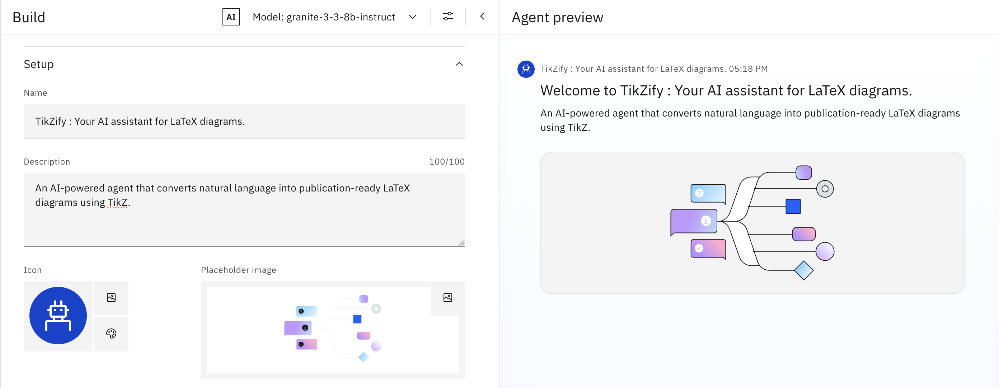 Build
AI
Model: granite-3-3-8b-instruct
Agent preview
Setup
Name
TikZify : Your AI assistant for LaTeX diagrams.
Description
100/100
An AI-powered agent that converts natural language into publication-ready LaTeX
diagrams using TikZ.
Icon
Placeholder image
?
i
TikZify : Your AI assistant for LaTeX diagrams. 05:18 PM
Welcome to TikZify : Your AI assistant for LaTeX diagrams.
An AI-powered agent that converts natural language into publication-ready LaTeX diagrams
using TikZ.
?
i